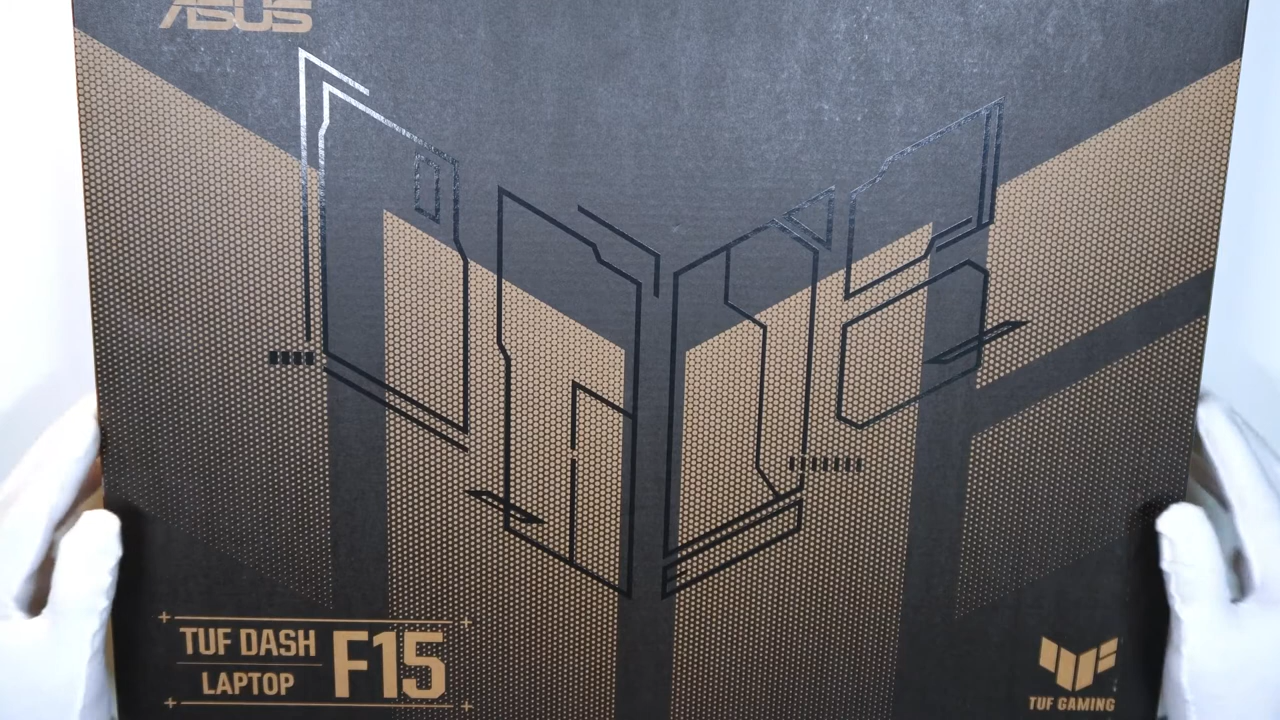 ASUS
TUF DASH
LAPTOP
F15
TUF GAMING